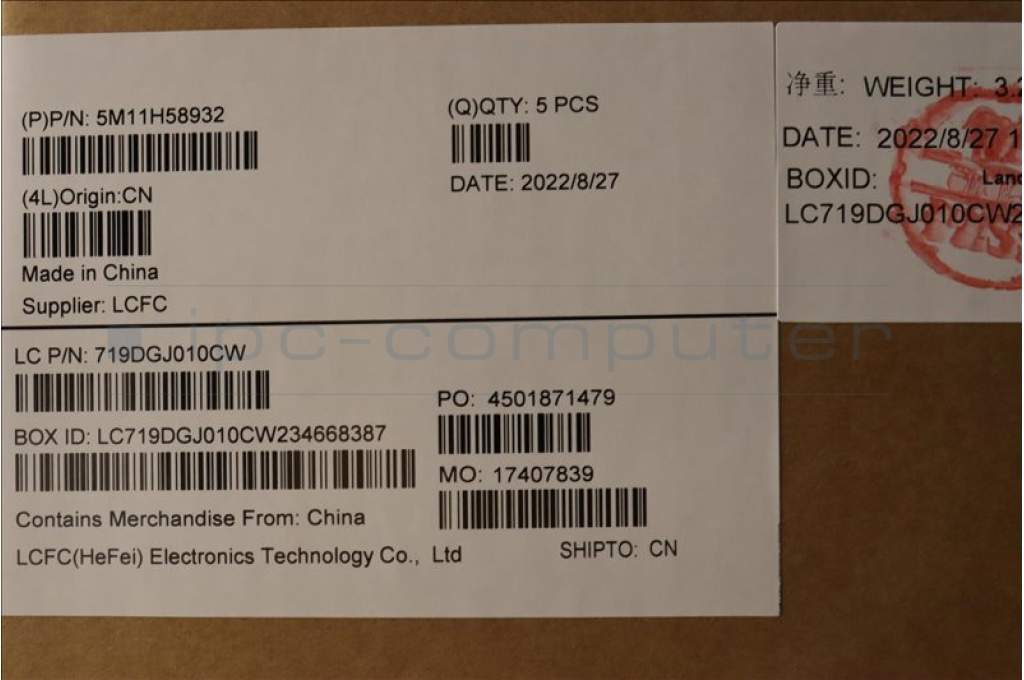 (P)P/N: 5M11H58932
(Q)QTY: 5 PCS
(4L)Origin:CN
DATE: 2022/8/27
Made in China
Supplier: LCFC
LC P/N: 719DGJ010CW
PO: 4501871479
BOX ID: LC719DGJ010CW234668387
MO: 17407839
Contains Merchandise From: China
LCFC(HeFei) Electronics Technology Co., Ltd
SHIPTO: CN
净重: WEIGHT: 3.2
DATE: 2022/8/27 1
BOXID:
LC719DGJ010CW2
ipc-computer